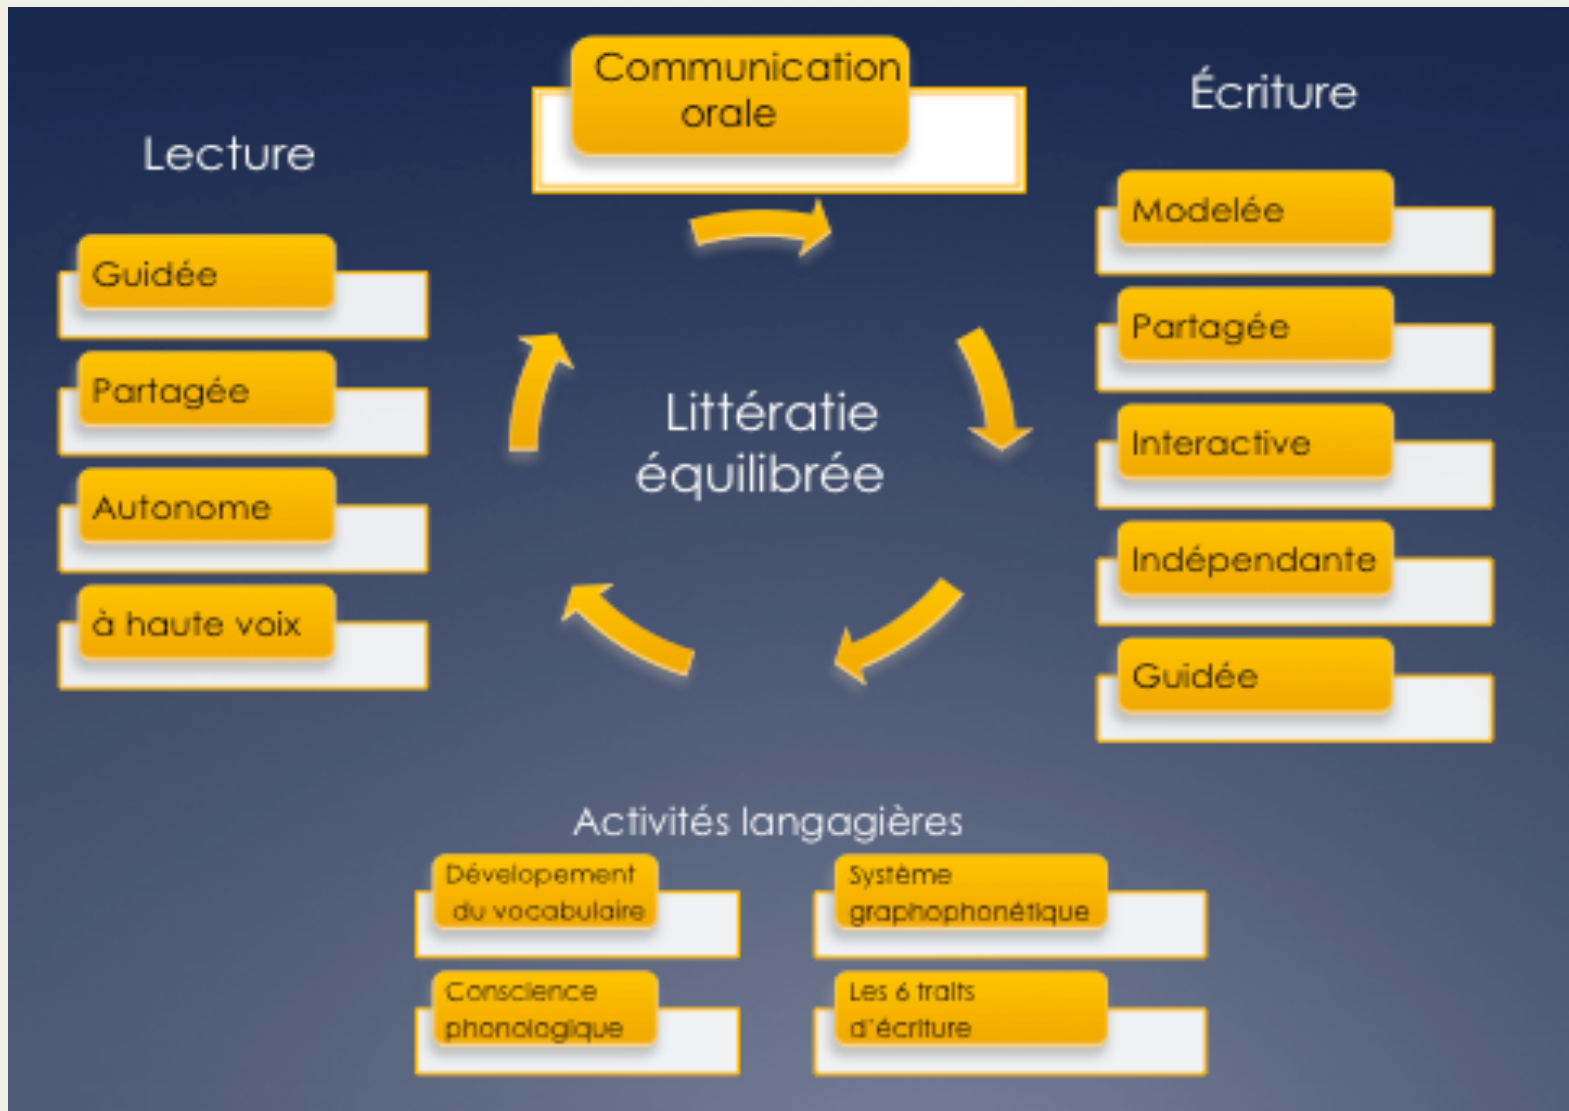 Communication
orale
Lecture
Guidée
Partagée
Autonome
à haute voix
Littératie
équilibrée
Écriture
Modelée
Partagée
Interactive
Indépendante
Guidée
Activités langagières
Dévelopement
du vocabulaire
Système
graphophonétique
Conscience
phonologique
Les 6 traits
d'écriture